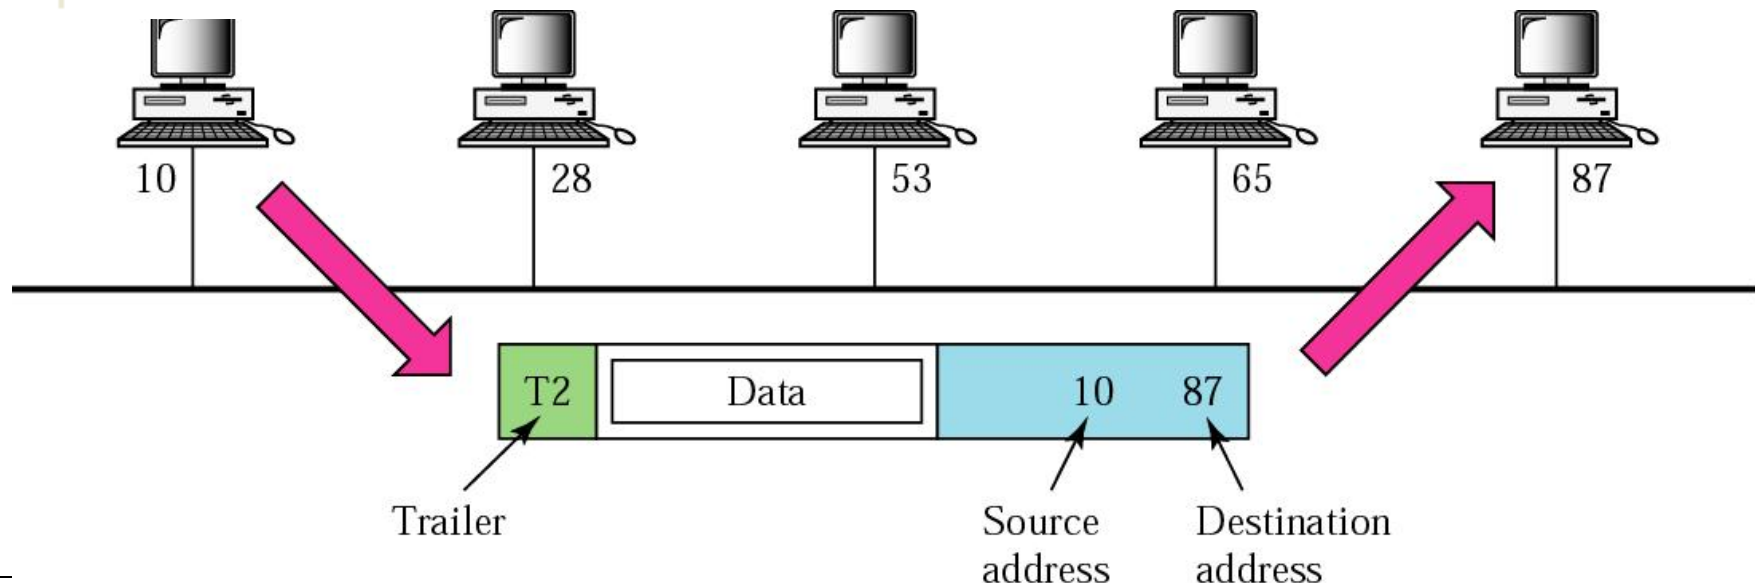 10 28 53 65 87
T2 Data 10 87
Trailer
Source address
Destination address